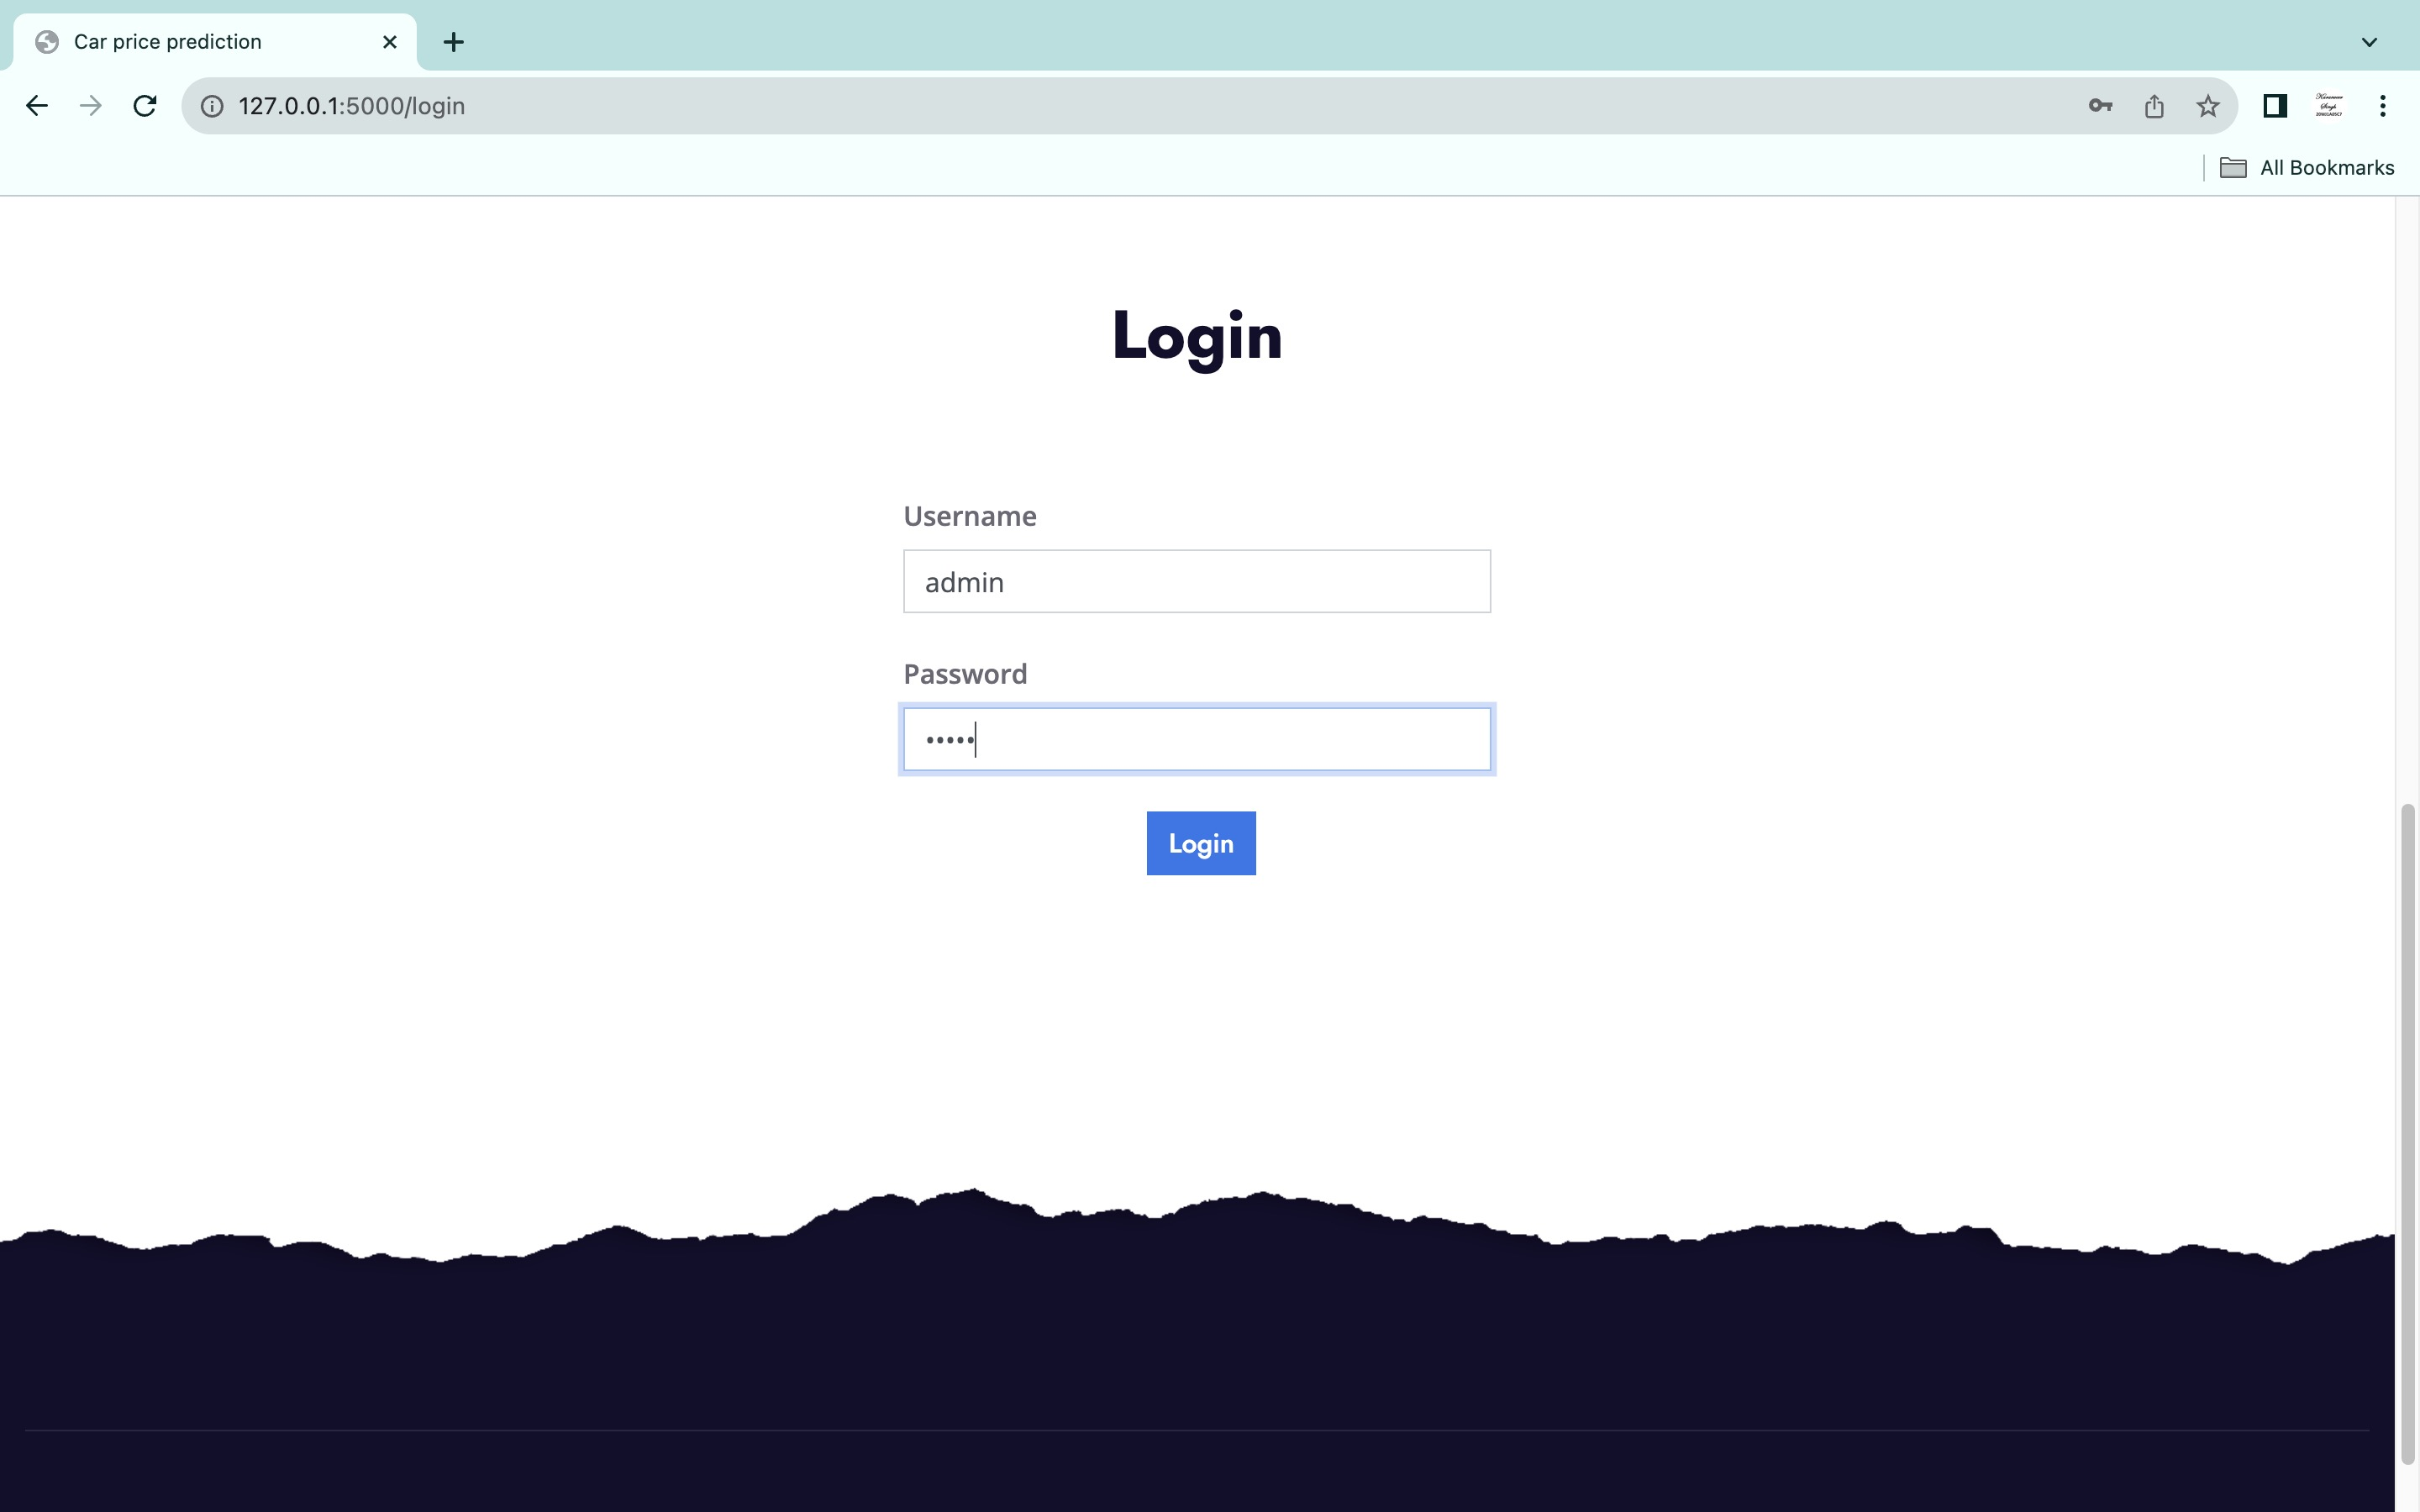 Car price prediction
127.0.0.1:5000/login
All Bookmarks
Login
Username
admin
Password
•••••
Login